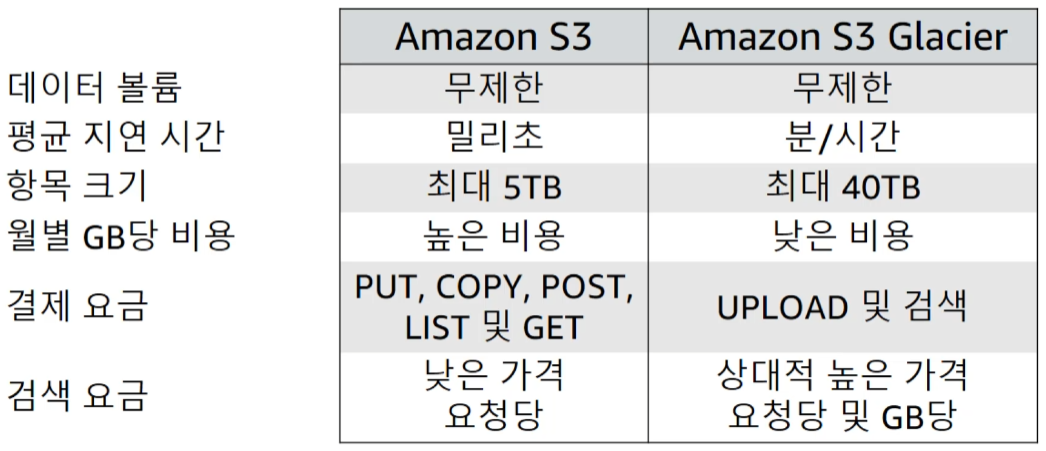 Amazon S3 Amazon S3 Glacier
데이터 볼륨 무제한 무제한
평균 지연 시간 밀리초 분/시간
항목 크기 최대 5TB 최대 40TB
월별 GB당 비용 높은 비용 낮은 비용
결제 요금 PUT, COPY, POST, LIST 및 GET UPLOAD 및 검색
검색 요금 낮은 가격 요청당 상대적 높은 가격 요청당 및 GB당